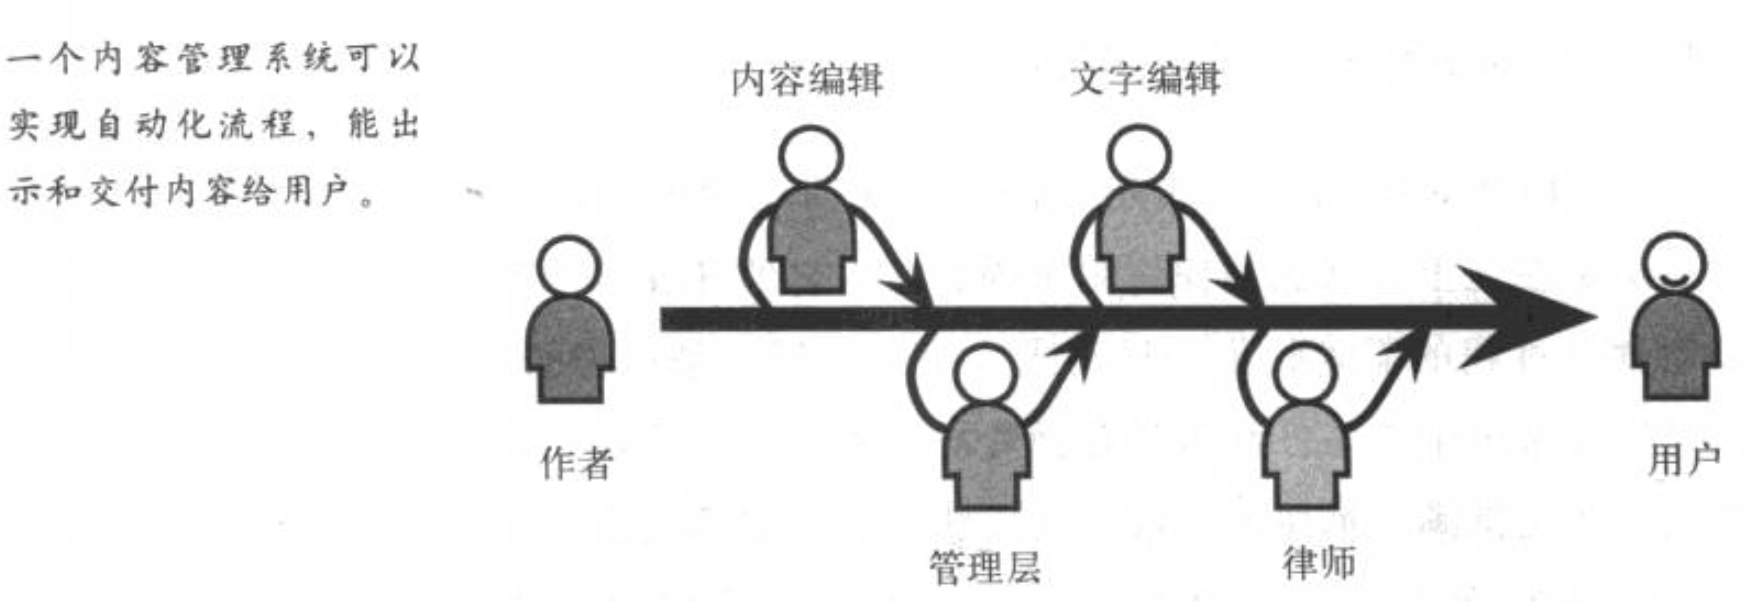 一个内容管理系统可以
实现自动化流程，能出
示和交付内容给用户。
内容编辑
文字编辑
作者
用户
管理层
律师